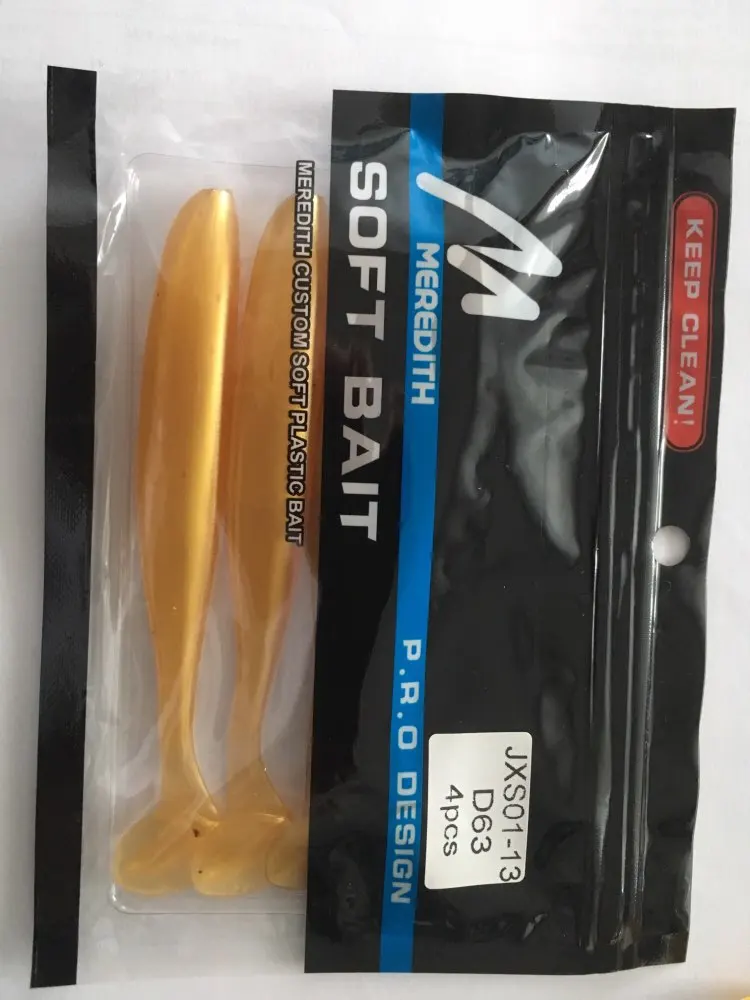 KEEP CLEAN!
M
MEREDITH
P.R.O DESIGN
JXS01-13
D63
4pcs
SOFT BAIT
MEREDITH CUSTOM SOFT PLASTIC BAIT